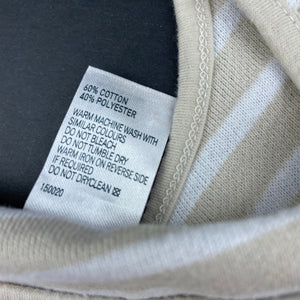 60% COTTON
40% POLYESTER
WARM MACHINE WASH WITH
SIMILAR COLOURS
DO NOT BLEACH
DO NOT TUMBLE DRY
WARM IRON ON REVERSE SIDE
IF REQUIRED
DO NOT DRYCLEAN
150020